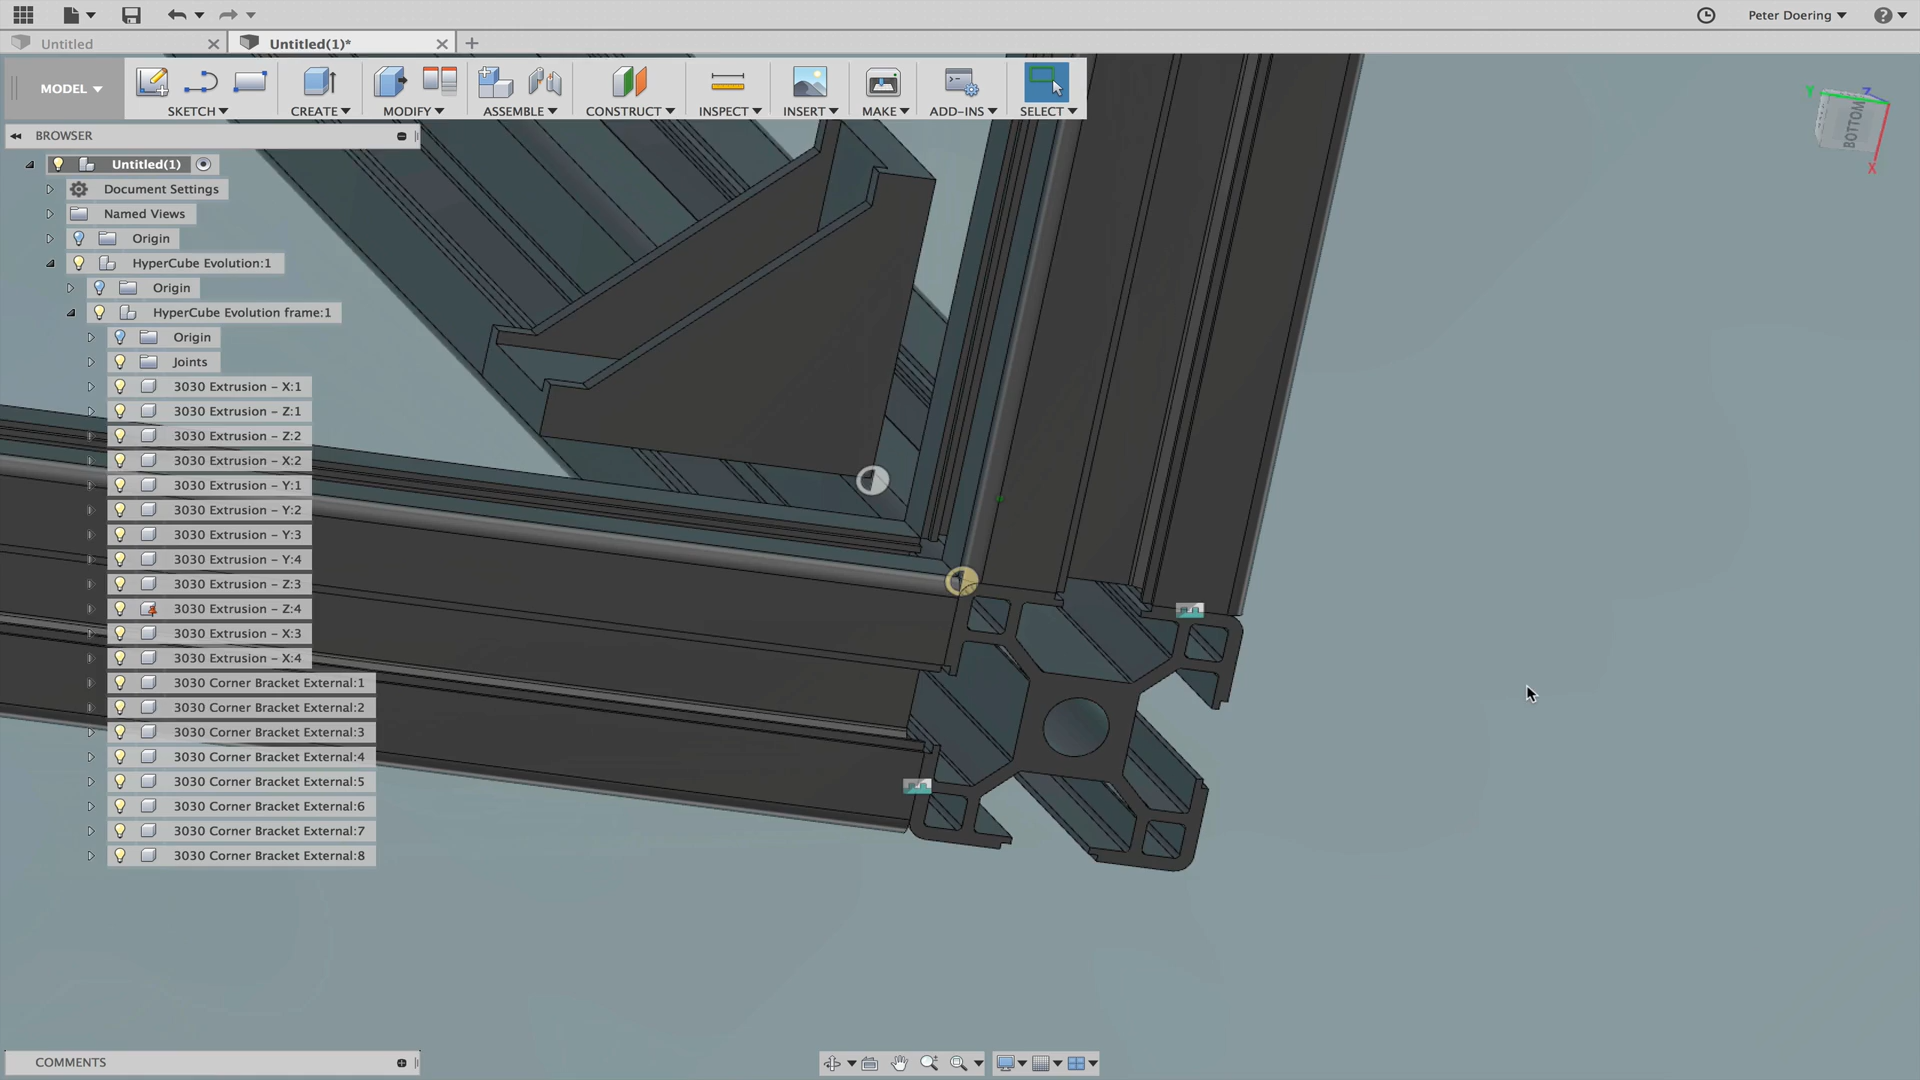 Peter Doering
Untitled
Untitled(1)*
MODEL
SKETCH
CREATE
MODIFY
ASSEMBLE
CONSTRUCT
INSPECT
INSERT
MAKE
ADD-INS
SELECT
BROWSER
Untitled(1)
Document Settings
Named Views
Origin
HyperCube Evolution:1
Origin
HyperCube Evolution frame:1
Origin
Joints
3030 Extrusion - X:1
3030 Extrusion - Z:1
3030 Extrusion - Z:2
3030 Extrusion - X:2
3030 Extrusion - Y:1
3030 Extrusion - Y:2
3030 Extrusion - Y:3
3030 Extrusion - Y:4
3030 Extrusion - Z:3
3030 Extrusion - Z:4
3030 Extrusion - X:3
3030 Extrusion - X:4
3030 Corner Bracket External:1
3030 Corner Bracket External:2
3030 Corner Bracket External:3
3030 Corner Bracket External:4
3030 Corner Bracket External:5
3030 Corner Bracket External:6
3030 Corner Bracket External:7
3030 Corner Bracket External:8
Y
Z
BOTTOM
X
COMMENTS